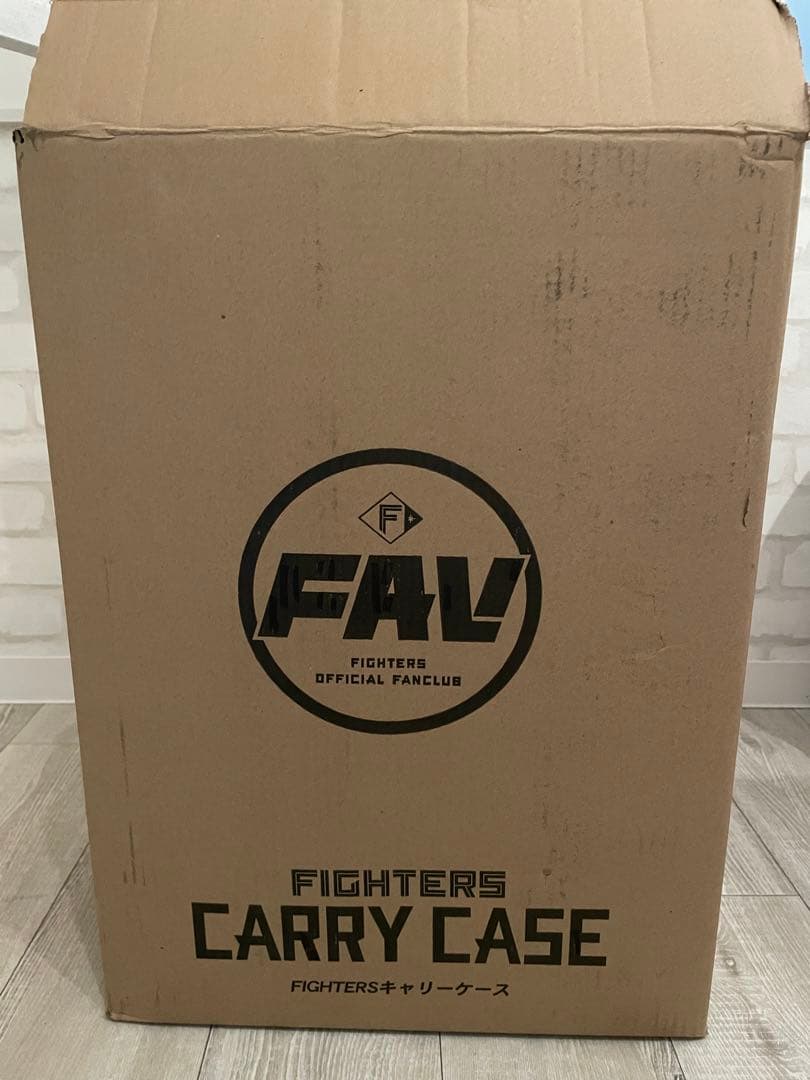 F
FAV
FIGHTERS
OFFICIAL FANCLUB
FIGHTERS
CARRY CASE
FIGHTERSキャリーケース